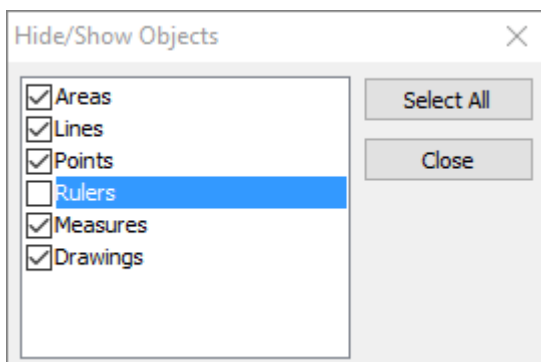 Hide/Show Objects
Areas
Lines
Points
Rulers
Measures
Drawings
Select All
Close